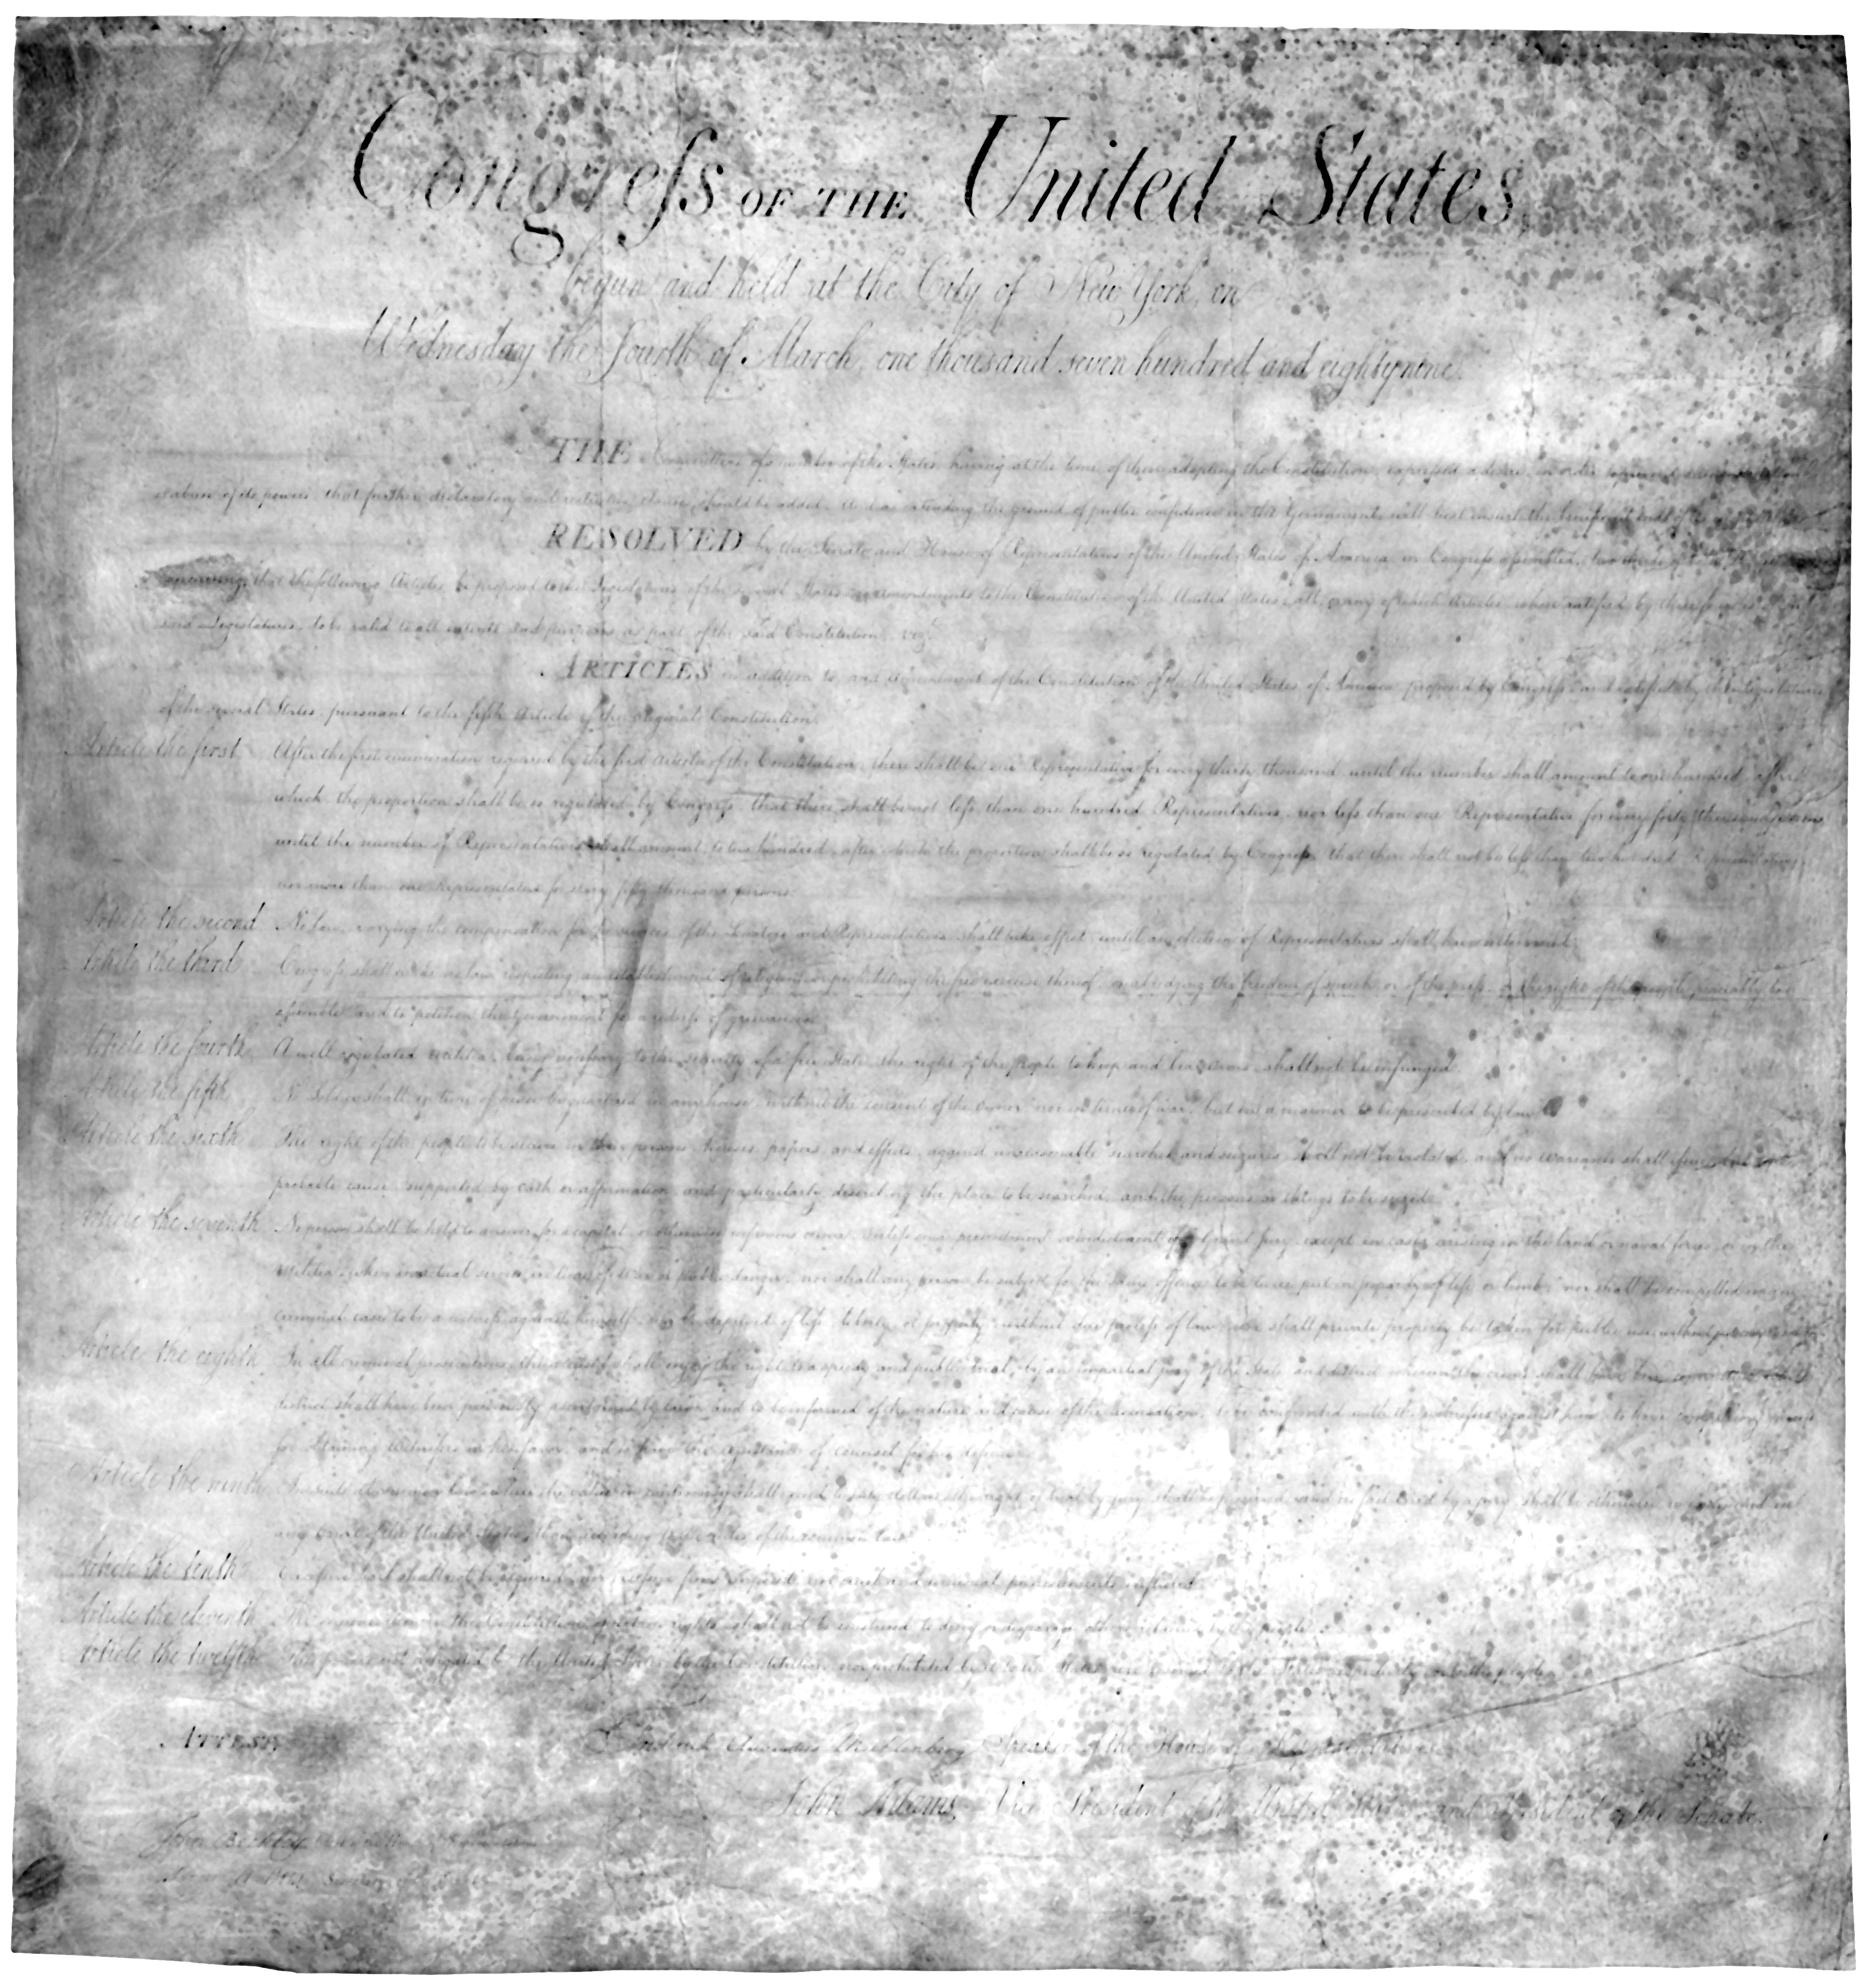 Congreſs OF THE United States,
begun and held at the City of New York, on
Wednesday the fourth of March, one thousand seven hundred and eighty nine.
THE Conventions of a number of the States, having at the time of their adopting the Constitution, expreſsed a desire, in order to prevent misconstruction
or abuse of its powers, that further declaratory and restrictive clauses should be added: And as extending the ground of public confidence in the Government, will best ensure the beneficent ends of its
RESOLVED by the Senate and House of Representatives of the United States of America, in Congreſs aſsembled, two thirds of both
concurring, that the following Articles be proposed to the Legislatures of the several States, as amendments to the Constitution of the United States, all, or any of which Articles, when ratified by three fourths of the
said Legislatures, to be valid to all intents and purposes, as part of the said Constitution; viz.
ARTICLES in addition to, and Amendment of the Constitution of the United States of America, proposed by Congreſs, and ratified by the Legislatures
of the several States, pursuant to the fifth Article of the original Constitution.
Article the first. After the first enumeration required by the first Article of the Constitution, there shall be one Representative for every thirty thousand, until the number shall amount to one hundred, after
which, the proportion shall be so regulated by Congreſs, that there shall be not leſs than one hundred Representatives, nor leſs than one Representative for every forty thousand persons,
until the number of Representatives shall amount to two hundred, after which the proportion shall be so regulated by Congreſs, that there shall not be leſs than two hundred Representatives,
nor more than one Representative for every fifty thousand persons.
Article the second. No law, varying the compensation for the services of the Senators and Representatives, shall take effect, until an election of Representatives shall have intervened.
Article the third. Congreſs shall make no law respecting an establishment of religion, or prohibiting the free exercise thereof; or abridging the freedom of speech, or of the preſs; or the right of the people peaceably to
aſsemble, and to petition the Government for a redreſs of grievances.
Article the fourth. A well regulated militia, being neceſsary to the security of a free State, the right of the people to keep and bear arms, shall not be infringed.
Article the fifth. No Soldier shall, in time of peace be quartered in any house, without the consent of the owner, nor in time of war, but in a manner to be prescribed by law.
Article the sixth. The right of the people to be secure in their persons, houses, papers, and effects, against unreasonable searches and seizures, shall not be violated, and no warrants shall iſsue, but upon
probable cause, supported by oath or affirmation, and particularly describing the place to be searched, and the persons or things to be seized.
Article the seventh. No person shall be held to answer for a capital, or otherwise infamous crime, unleſs on a presentment or indictment of a Grand Jury, except in cases arising in the land or naval forces, or in the
Militia, when in actual service in time of War or public danger; nor shall any person be subject for the same offence to be twice put in jeopardy of life or limb; nor shall be compelled in any
criminal case to be a witneſs against himself, nor be deprived of life, liberty, or property, without due proceſs of law; nor shall private property be taken for public use, without just
Article the eighth. In all criminal prosecutions, the accused shall enjoy the right to a speedy and public trial, by an impartial jury of the State and district wherein the crime shall have been committed, which
district shall have been previously ascertained by law, and to be informed of the nature and cause of the accusation; to be confronted with the witneſses against him; to have compulsory proceſs
for obtaining witneſses in his favor, and to have the aſsistance of counsel for his defence.
Article the ninth. In suits at common law, where the value in controversy shall exceed twenty dollars, the right of trial by jury shall be preserved, and no fact tried by a jury, shall be otherwise re-examined in
any Court of the United States, than according to the rules of the common law.
Article the tenth. Exceſsive bail shall not be required, nor exceſsive fines imposed, nor cruel and unusual punishments inflicted.
Article the eleventh. The enumeration in the Constitution, of certain rights, shall not be construed to deny or disparage others retained by the people.
Article the twelfth. The powers not delegated to the United States by the Constitution, nor prohibited by it to the States, are reserved to the States respectively, or to the people.
ATTEST,
Frederick Augustus Muhlenberg Speaker of the House of Representatives
John Adams, Vice President of the United States, and President of the Senate.
John Beckley,